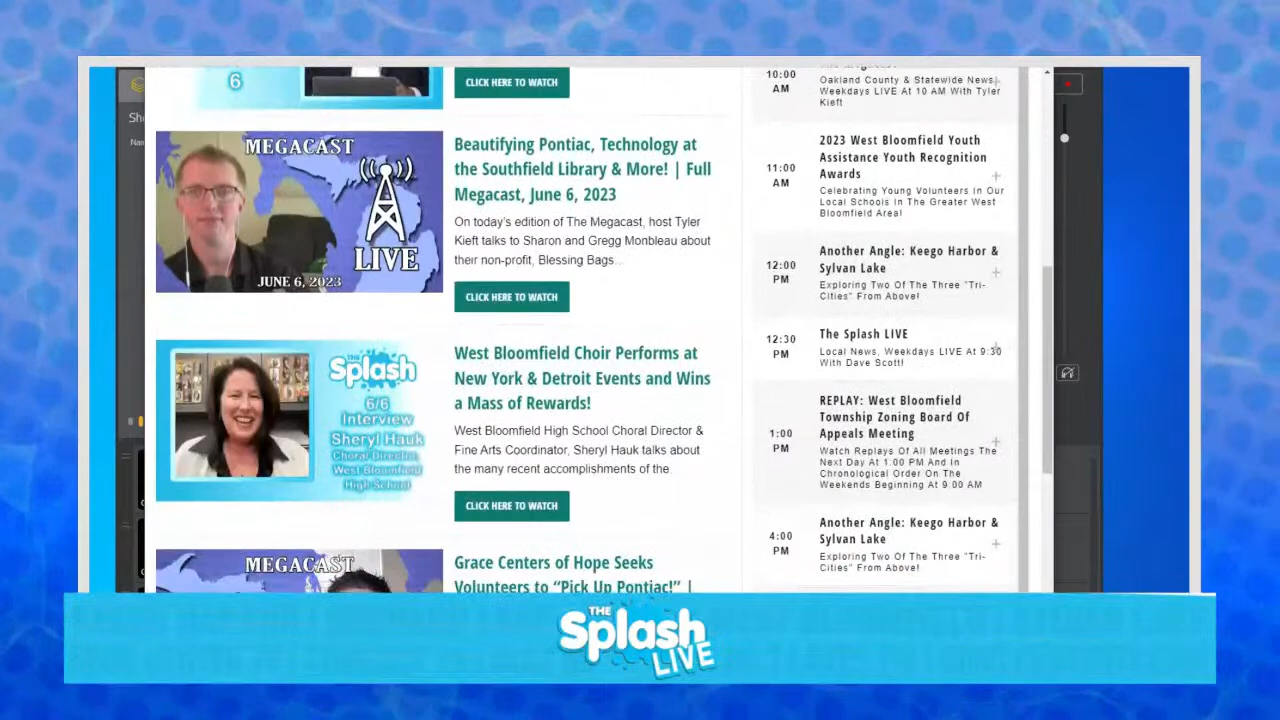 6
CLICK HERE TO WATCH
MEGACAST
LIVE
JUNE 6, 2023
Beautifying Pontiac, Technology at
the Southfield Library & More! | Full
Megacast, June 6, 2023
On today's edition of The Megacast, host Tyler
Kieft talks to Sharon and Gregg Monbleau about
their non-profit, Blessing Bags...
CLICK HERE TO WATCH
THE
Splash
6/6
Interview
Sheryl Hauk
Choral Director
West Bloomfield
High School
West Bloomfield Choir Performs at
New York & Detroit Events and Wins
a Mass of Rewards!
West Bloomfield High School Choral Director &
Fine Arts Coordinator, Sheryl Hauk talks about
the many recent accomplishments of the
CLICK HERE TO WATCH
MEGACAST
Grace Centers of Hope Seeks
Volunteers to “Pick Up Pontiac!” |
10:00
AM
Oakland County & Statewide News,
Weekdays LIVE At 10 AM With Tyler
Kieft
11:00
AM
2023 West Bloomfield Youth
Assistance Youth Recognition
Awards
Celebrating Young Volunteers In Our
Local Schools In The Greater West
Bloomfield Area!
12:00
PM
Another Angle: Keego Harbor &
Sylvan Lake
Exploring Two Of The Three "Tri-
Cities" From Above!
12:30
PM
The Splash LIVE
Local News, Weekdays LIVE At 9:30
With Dave Scott!
1:00
PM
REPLAY: West Bloomfield
Township Zoning Board Of
Appeals Meeting
Watch Replays Of All Meetings The
Next Day At 1:00 PM And In
Chronological Order On The
Weekends Beginning At 9:00 AM
4:00
PM
Another Angle: Keego Harbor &
Sylvan Lake
Exploring Two Of The Three "Tri-
Cities" From Above!
THE
Splash
LIVE